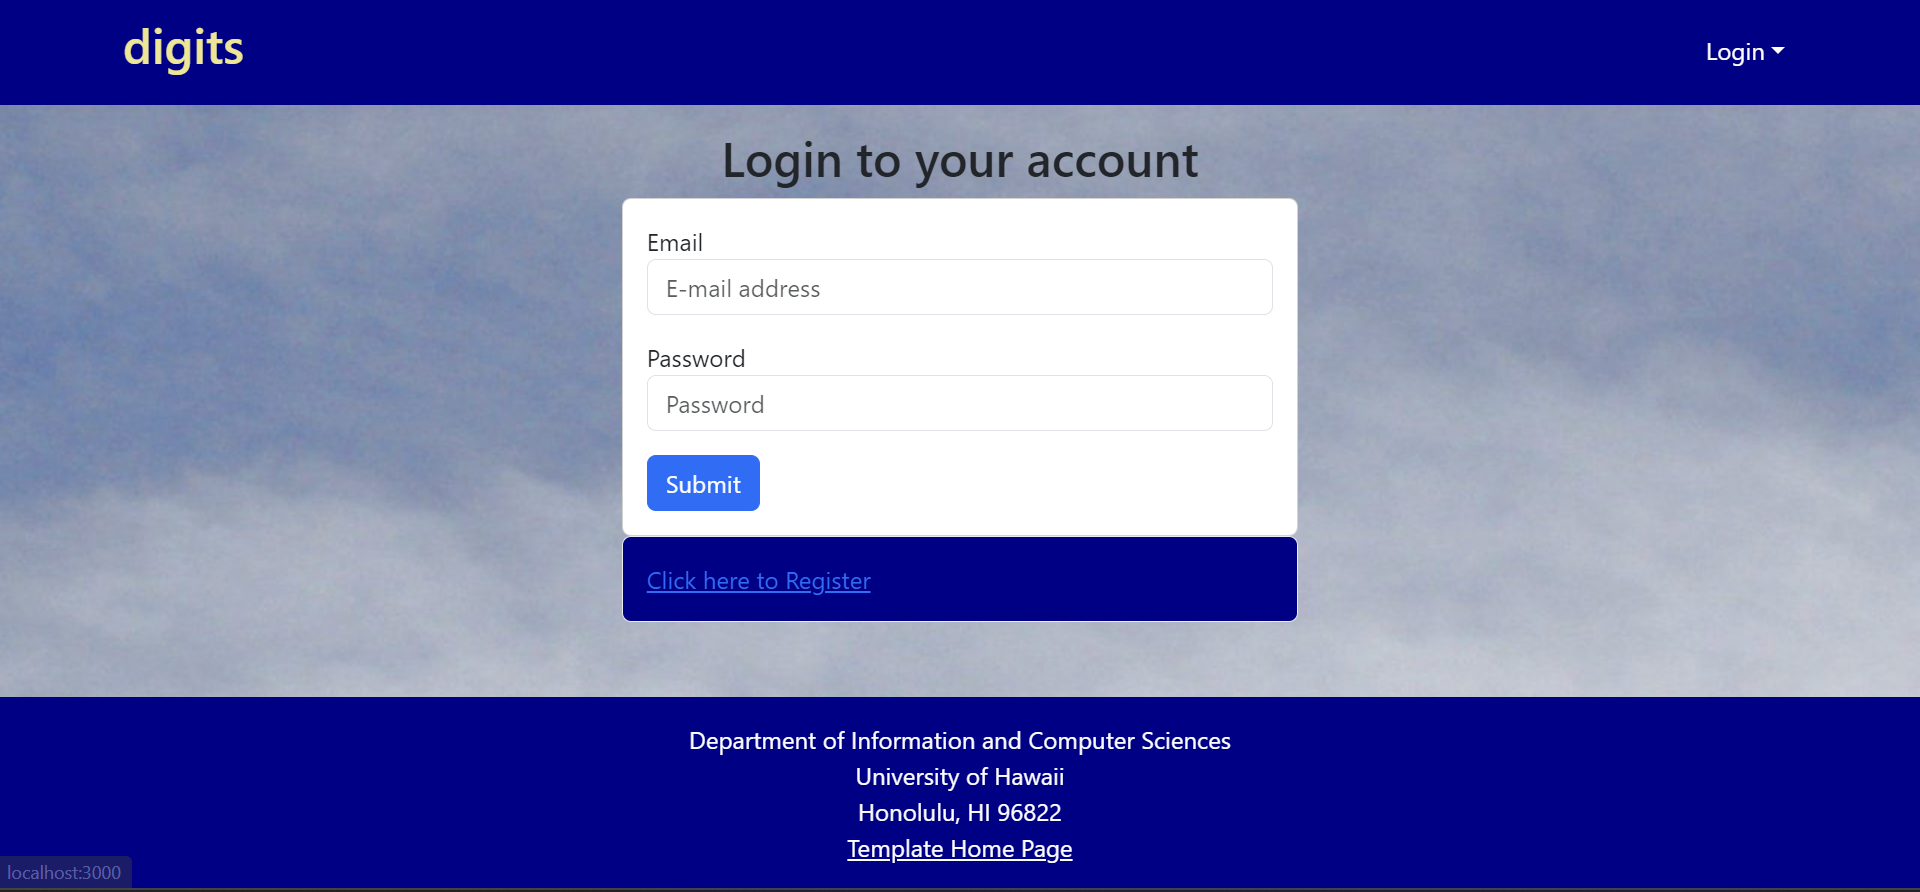 digits
Login
Login to your account
Email
E-mail address
Password
Password
Submit
Click here to Register
Department of Information and Computer Sciences
University of Hawaii
Honolulu, HI 96822
Template Home Page
localhost:3000